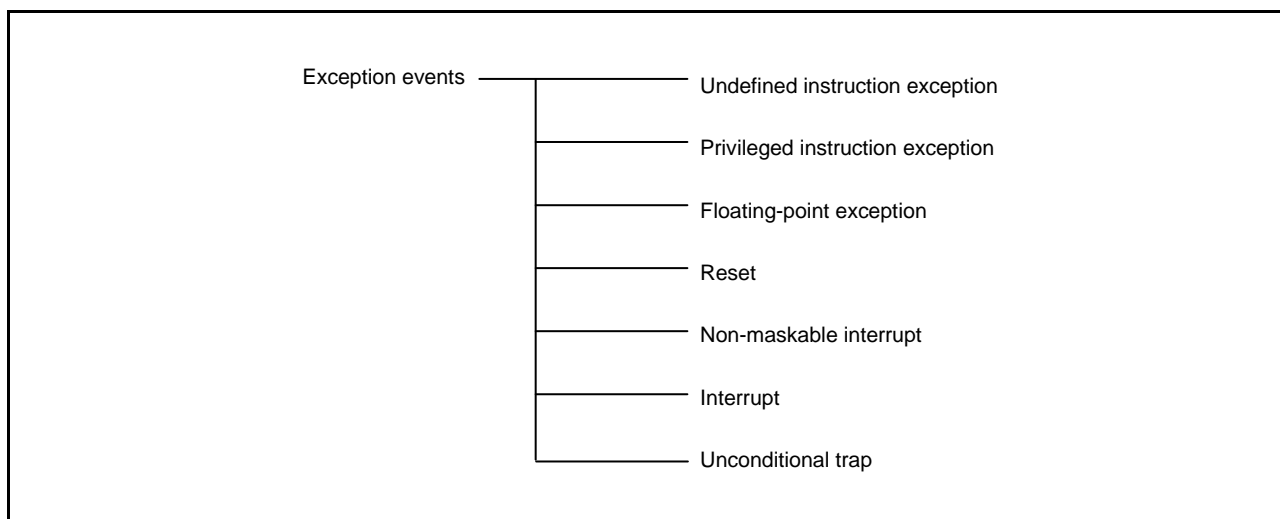 Exception events
Undefined instruction exception
Privileged instruction exception
Floating-point exception
Reset
Non-maskable interrupt
Interrupt
Unconditional trap